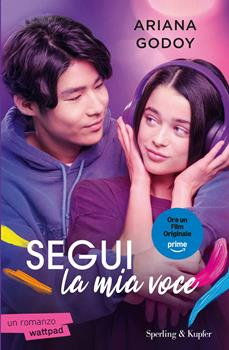 ARIANA
GODOY
Ora un
Film
Originale
prime
SEGUI
la mia voce
un romanzo
wattpad
Sperling & Kupfer